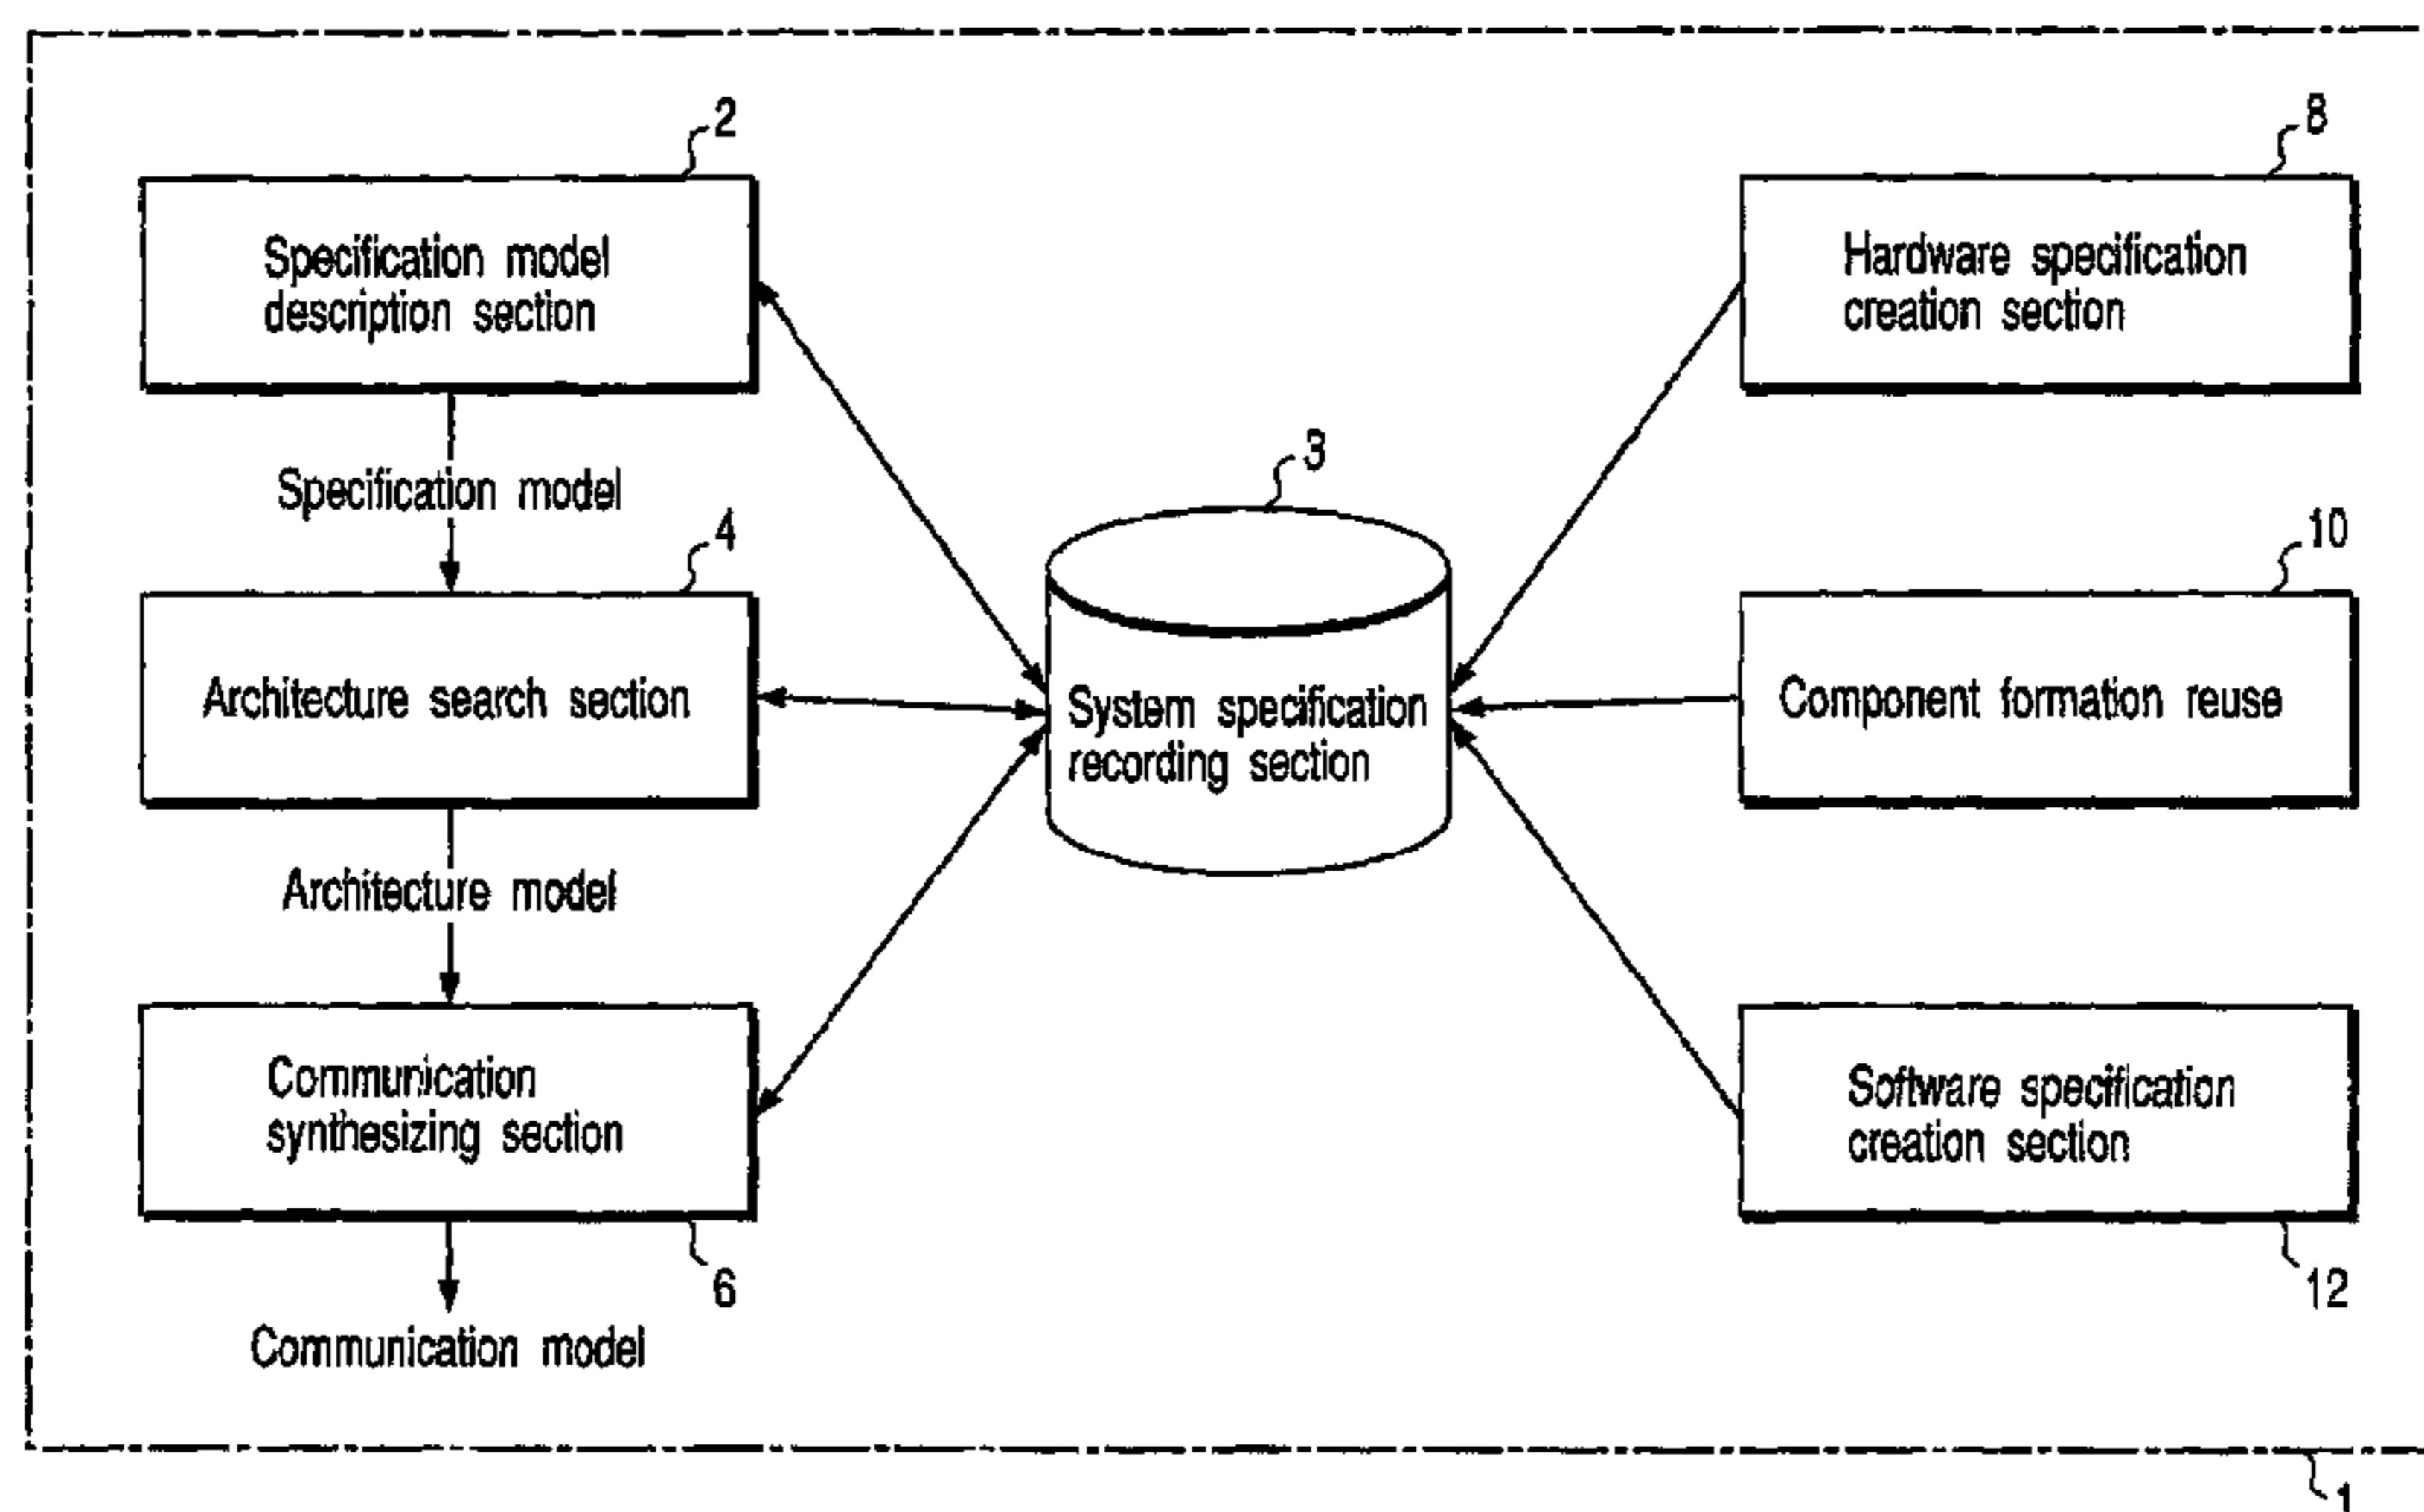 2
Specification model
description section
Specification model
4
Architecture search section
Architecture model
Communication
synthesizing section
6
Communication model
3
System specification
recording section
8
Hardware specification
creation section
10
Component formation reuse
Software specification
creation section
12
1